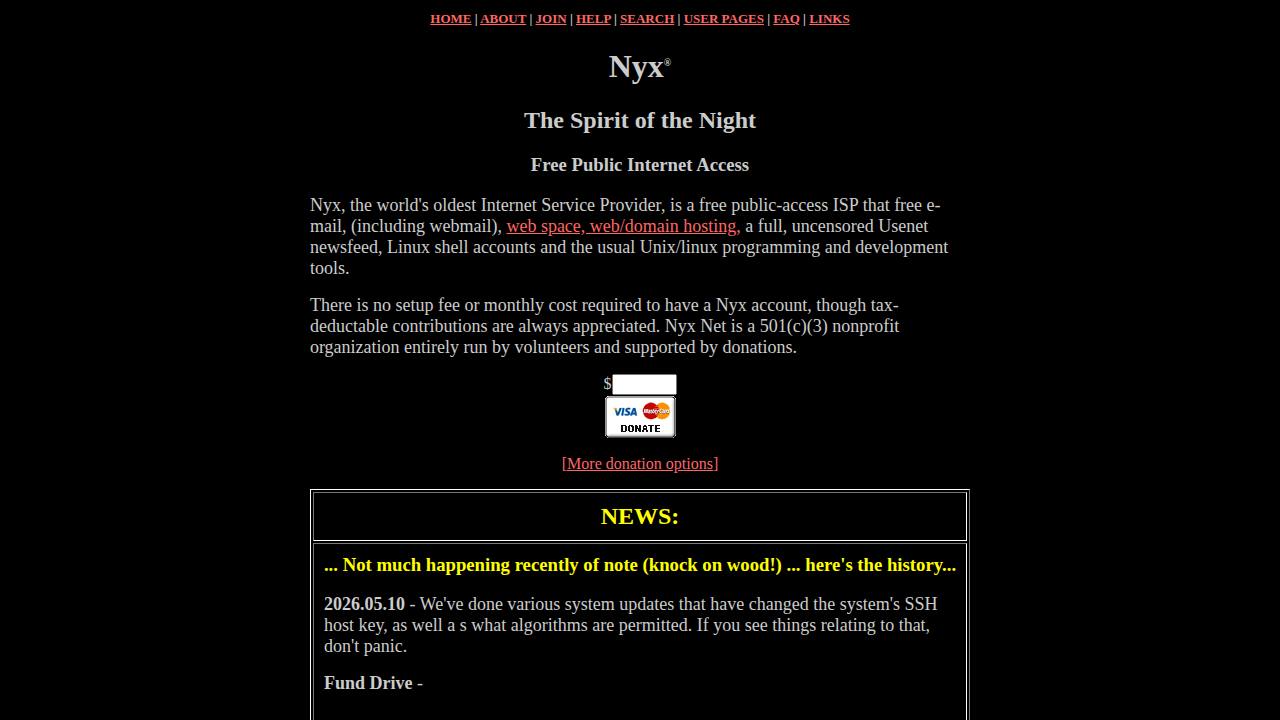 HOME | ABOUT | JOIN | HELP | SEARCH | USER PAGES | FAQ | LINKS
Nyx®
The Spirit of the Night
Free Public Internet Access
Nyx, the world's oldest Internet Service Provider, is a free public-access ISP that free e-
mail, (including webmail), web space, web/domain hosting, a full, uncensored Usenet
newsfeed, Linux shell accounts and the usual Unix/linux programming and development
tools.
There is no setup fee or monthly cost required to have a Nyx account, though tax-
deductable contributions are always appreciated. Nyx Net is a 501(c)(3) nonprofit
organization entirely run by volunteers and supported by donations.
$
VISA MasterCard
DONATE
[More donation options]
NEWS:
... Not much happening recently of note (knock on wood!) ... here's the history...
2026.05.10 - We've done various system updates that have changed the system's SSH
host key, as well a s what algorithms are permitted. If you see things relating to that,
don't panic.
Fund Drive -